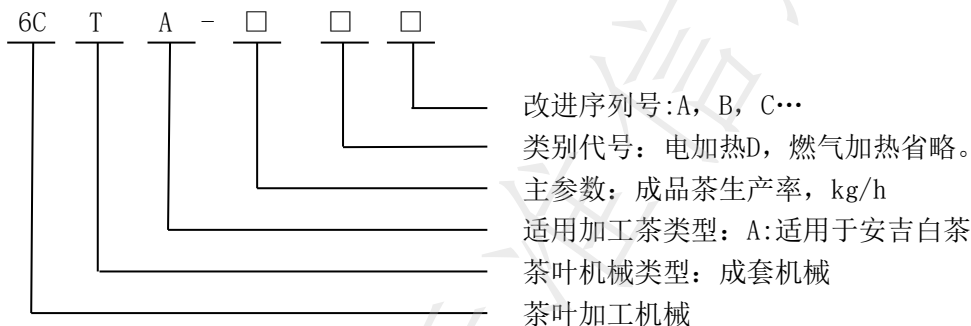 6C T A - □ □ □
改进序列号:A, B, C…
类别代号：电加热D，燃气加热省略。
主参数：成品茶生产率，kg/h
适用加工茶类型：A:适用于安吉白茶
茶叶机械类型：成套机械
茶叶加工机械